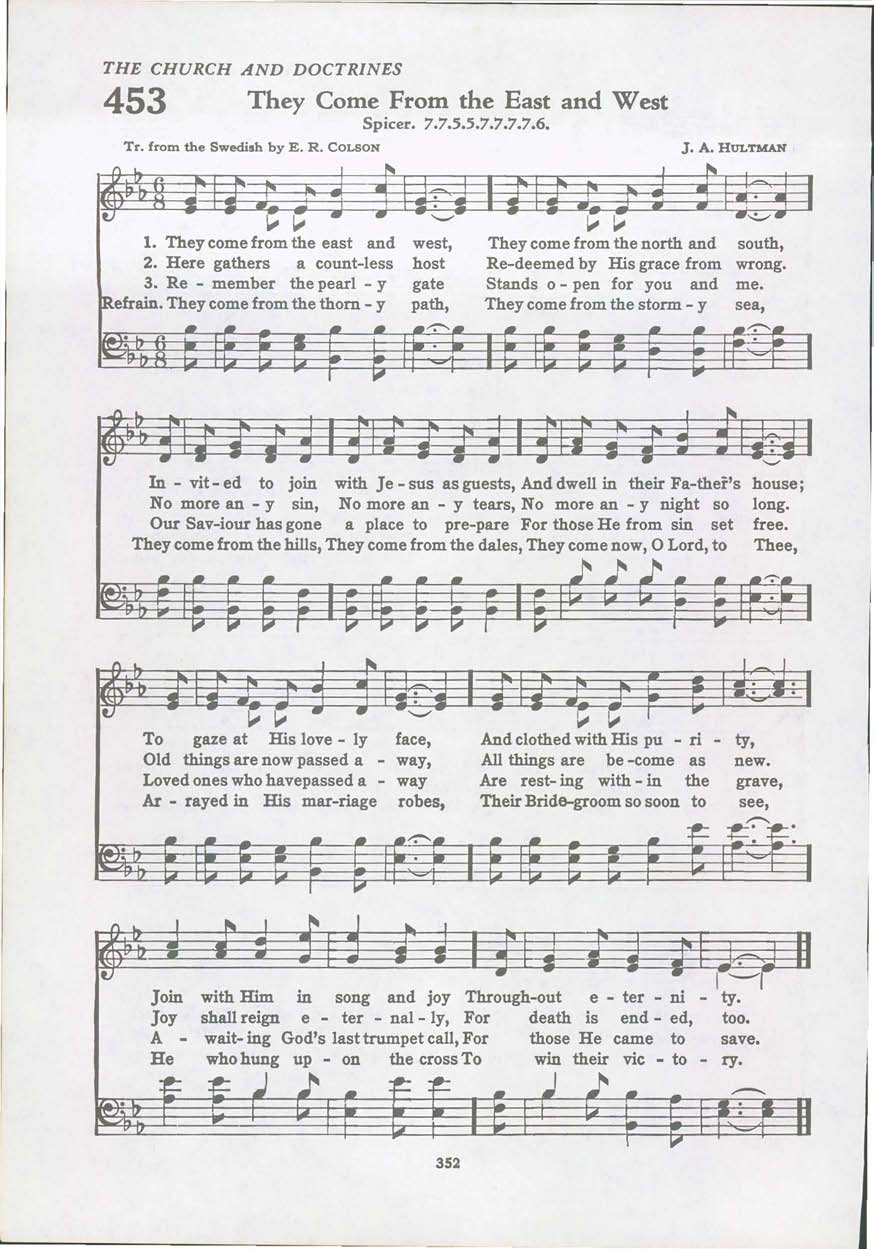 THE CHURCH AND DOCTRINES
453 They Come From the East and West
Spicer. 7.7.5.5.7.7.7.7.6.
Tr. from the Swedish by E. R. COLSON J. A. HULTMAN
1. They come from the east and west, They come from the north and south,
2. Here gathers a count-less host Re-deemed by His grace from wrong.
3. Re - member the pearl - y gate Stands o - pen for you and me.
Refrain. They come from the thorn - y path, They come from the storm - y sea,
In - vit - ed to join with Je - sus as guests, And dwell in their Fa-ther's house;
No more an - y sin, No more an - y tears, No more an - y night so long.
Our Sav-iour has gone a place to pre-pare For those He from sin set free.
They come from the hills, They come from the dales, They come now, O Lord, to Thee,
To gaze at His love - ly face, And clothed with His pu - ri - ty,
Old things are now passed a - way, All things are be -come as new.
Loved ones who have passed a - way Are rest- ing with - in the grave,
Ar - rayed in His mar-riage robes, Their Bride-groom so soon to see,
Join with Him in song and joy Through-out e - ter - ni - ty.
Joy shall reign e - ter - nal - ly, For death is end - ed, too.
A - wait- ing God's last trumpet call, For those He came to save.
He who hung up - on the cross To win their vic - to - ry.
352